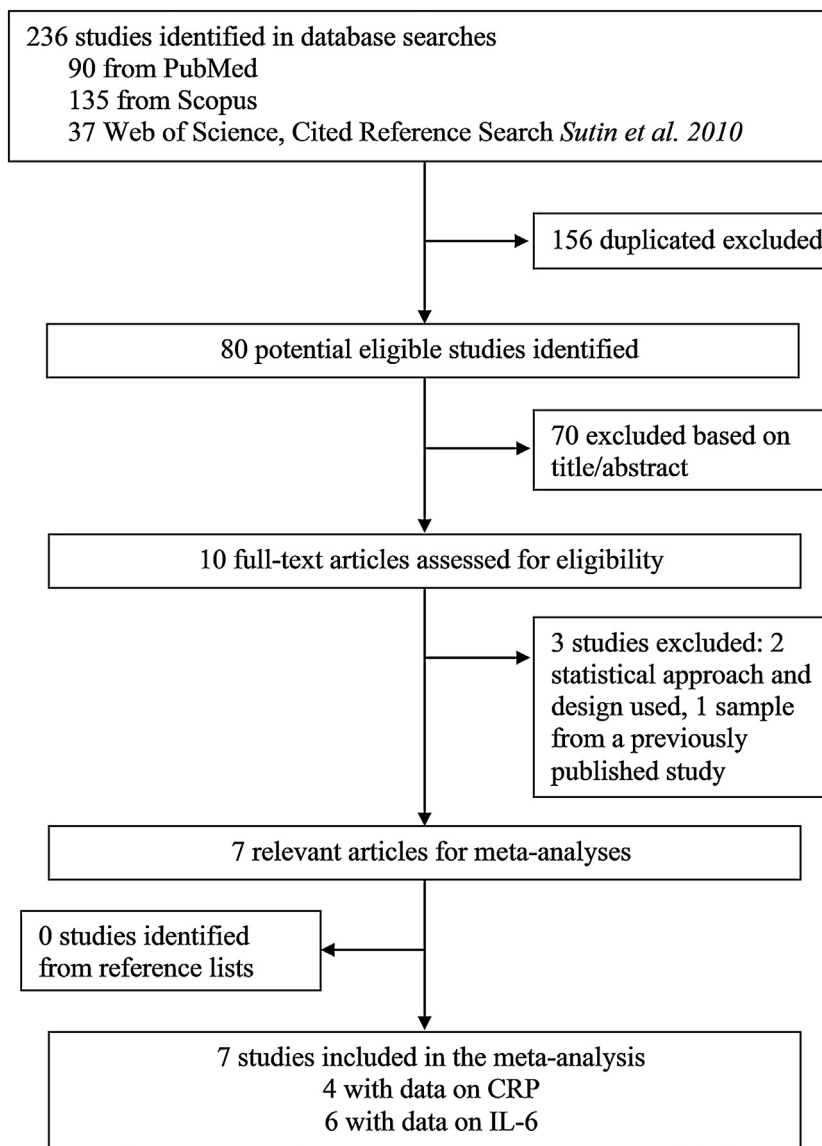 236 studies identified in database searches
90 from PubMed
135 from Scopus
37 Web of Science, Cited Reference Search Sutin et al. 2010
156 duplicated excluded
80 potential eligible studies identified
70 excluded based on
title/abstract
10 full-text articles assessed for eligibility
3 studies excluded: 2
statistical approach and
design used, 1 sample
from a previously
published study
7 relevant articles for meta-analyses
0 studies identified
from reference lists
7 studies included in the meta-analysis
4 with data on CRP
6 with data on IL-6